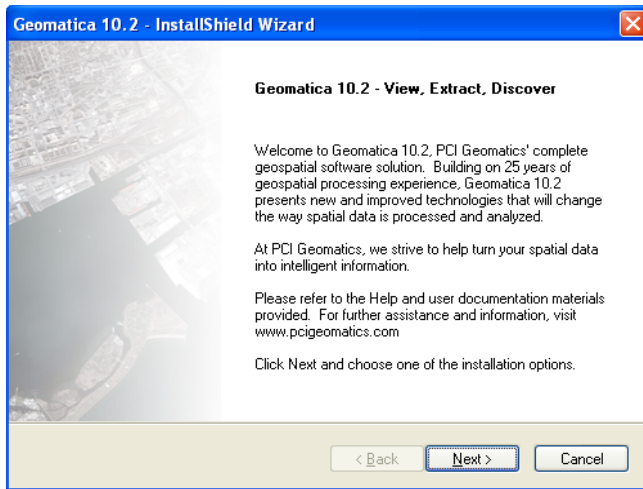 Geomatica 10.2 - InstallShield Wizard
Geomatica 10.2 - View, Extract, Discover
Welcome to Geomatica 10.2, PCI Geomatics' complete
geospatial software solution.  Building on 25 years of
geospatial processing experience, Geomatica 10.2
presents new and improved technologies that will change
the way spatial data is processed and analyzed.
At PCI Geomatics, we strive to help turn your spatial data
into intelligent information.
Please refer to the Help and user documentation materials
provided.  For further assistance and information, visit
www.pcigeomatics.com
Click Next and choose one of the installation options.
< Back
Next >
Cancel